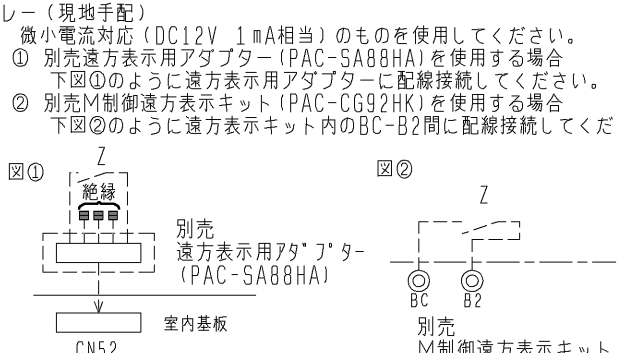 レー(現地手配)
微小電流対応(DC12V 1mA相当)のものを使用してください。
① 別売遠方表示用アダプター(PAC-SA88HA)を使用する場合
下図①のように遠方表示用アダプターに配線接続してください。
② 別売M制御遠方表示キット(PAC-CG92HK)を使用する場合
下図②のように遠方表示キット内のBC-B2間に配線接続してくだ
図①
Z
絶縁
別売
遠方表示用アダプター
(PAC-SA88HA)
室内基板
CN52
図②
Z
BC B2
別売
M制御遠方表示キット